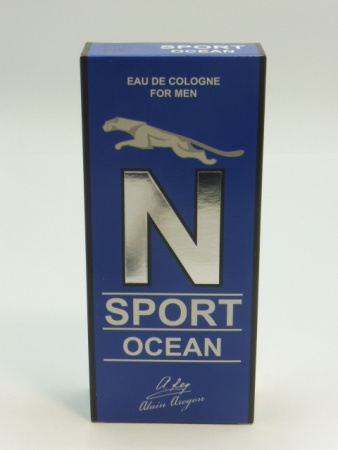 SPORT
OCEAN
EAU DE COLOGNE
FOR MEN
N
SPORT
OCEAN
Alain Aregon